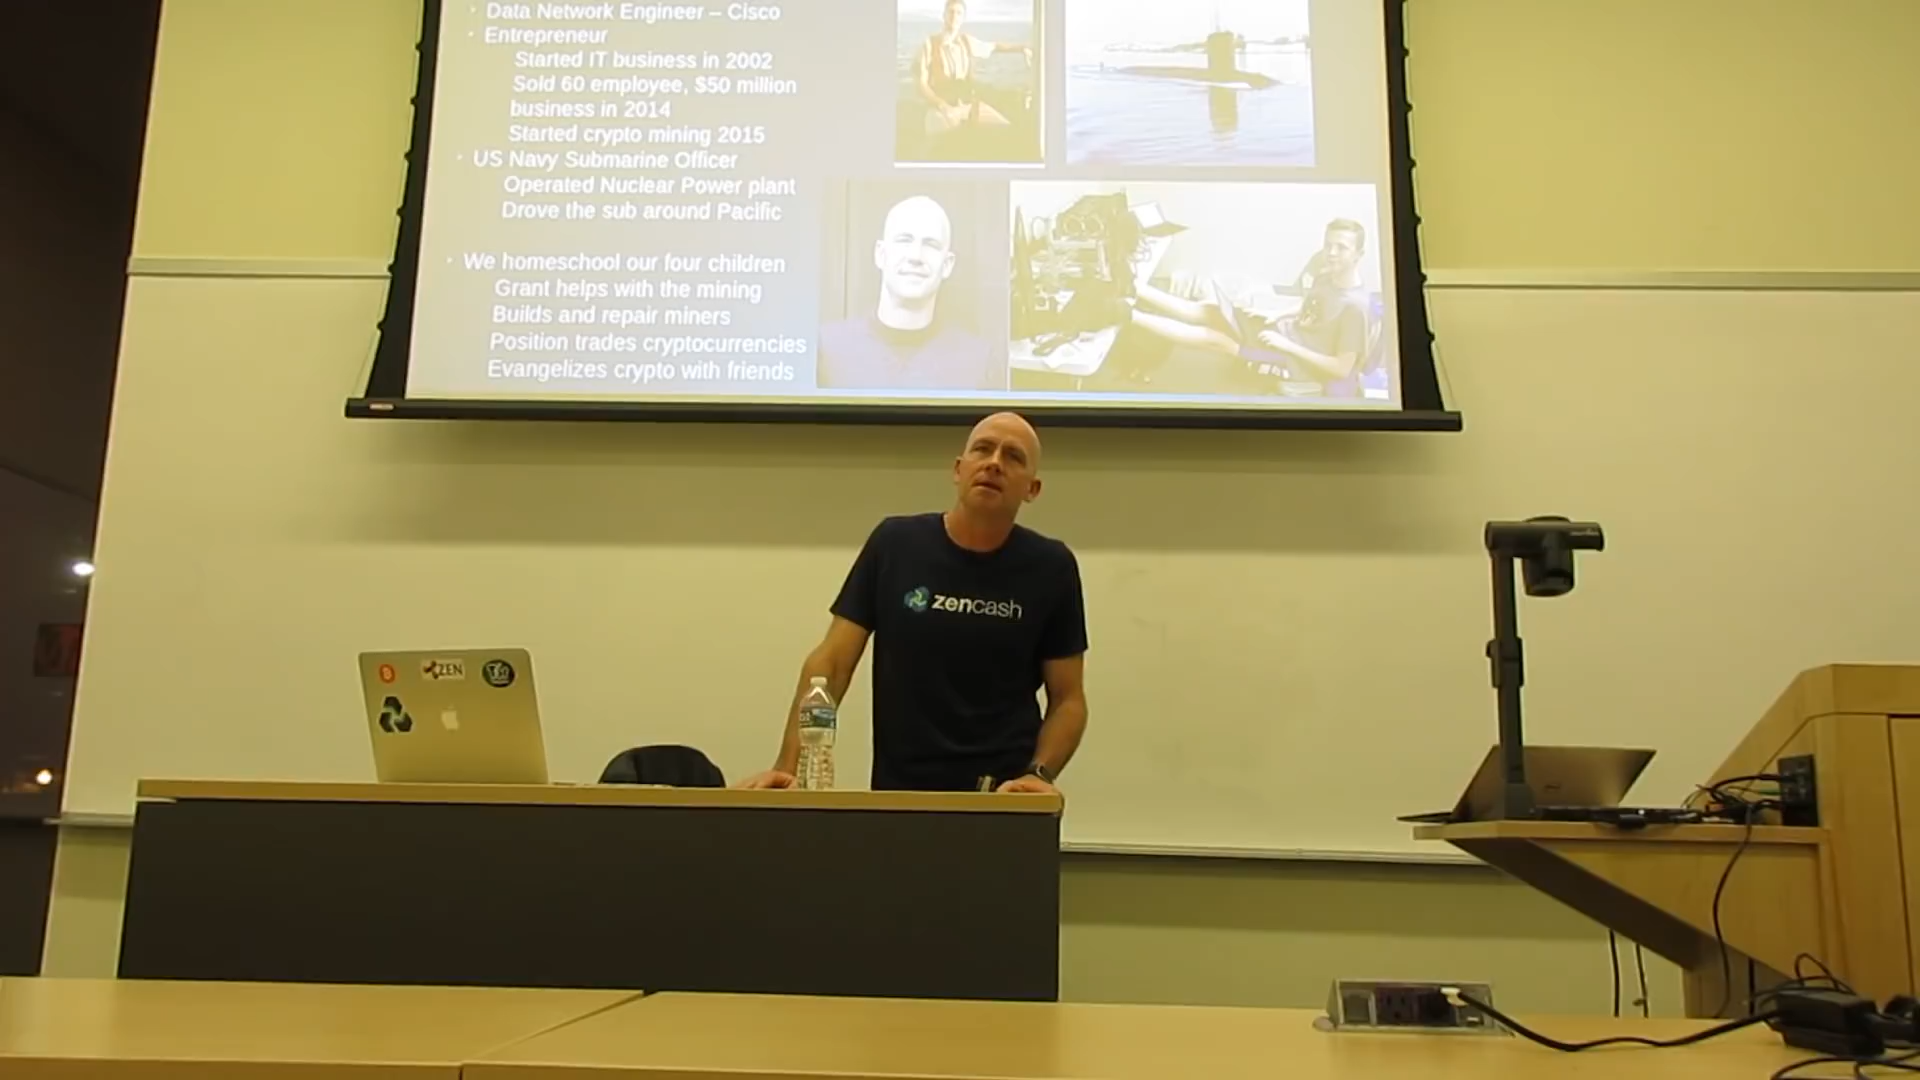 · Data Network Engineer – Cisco
· Entrepreneur
Started IT business in 2002
Sold 60 employee, $50 million
business in 2014
Started crypto mining 2015
· US Navy Submarine Officer
Operated Nuclear Power plant
Drove the sub around Pacific
· We homeschool our four children
Grant helps with the mining
Builds and repair miners
Position trades cryptocurrencies
Evangelizes crypto with friends
zencash
ZEN